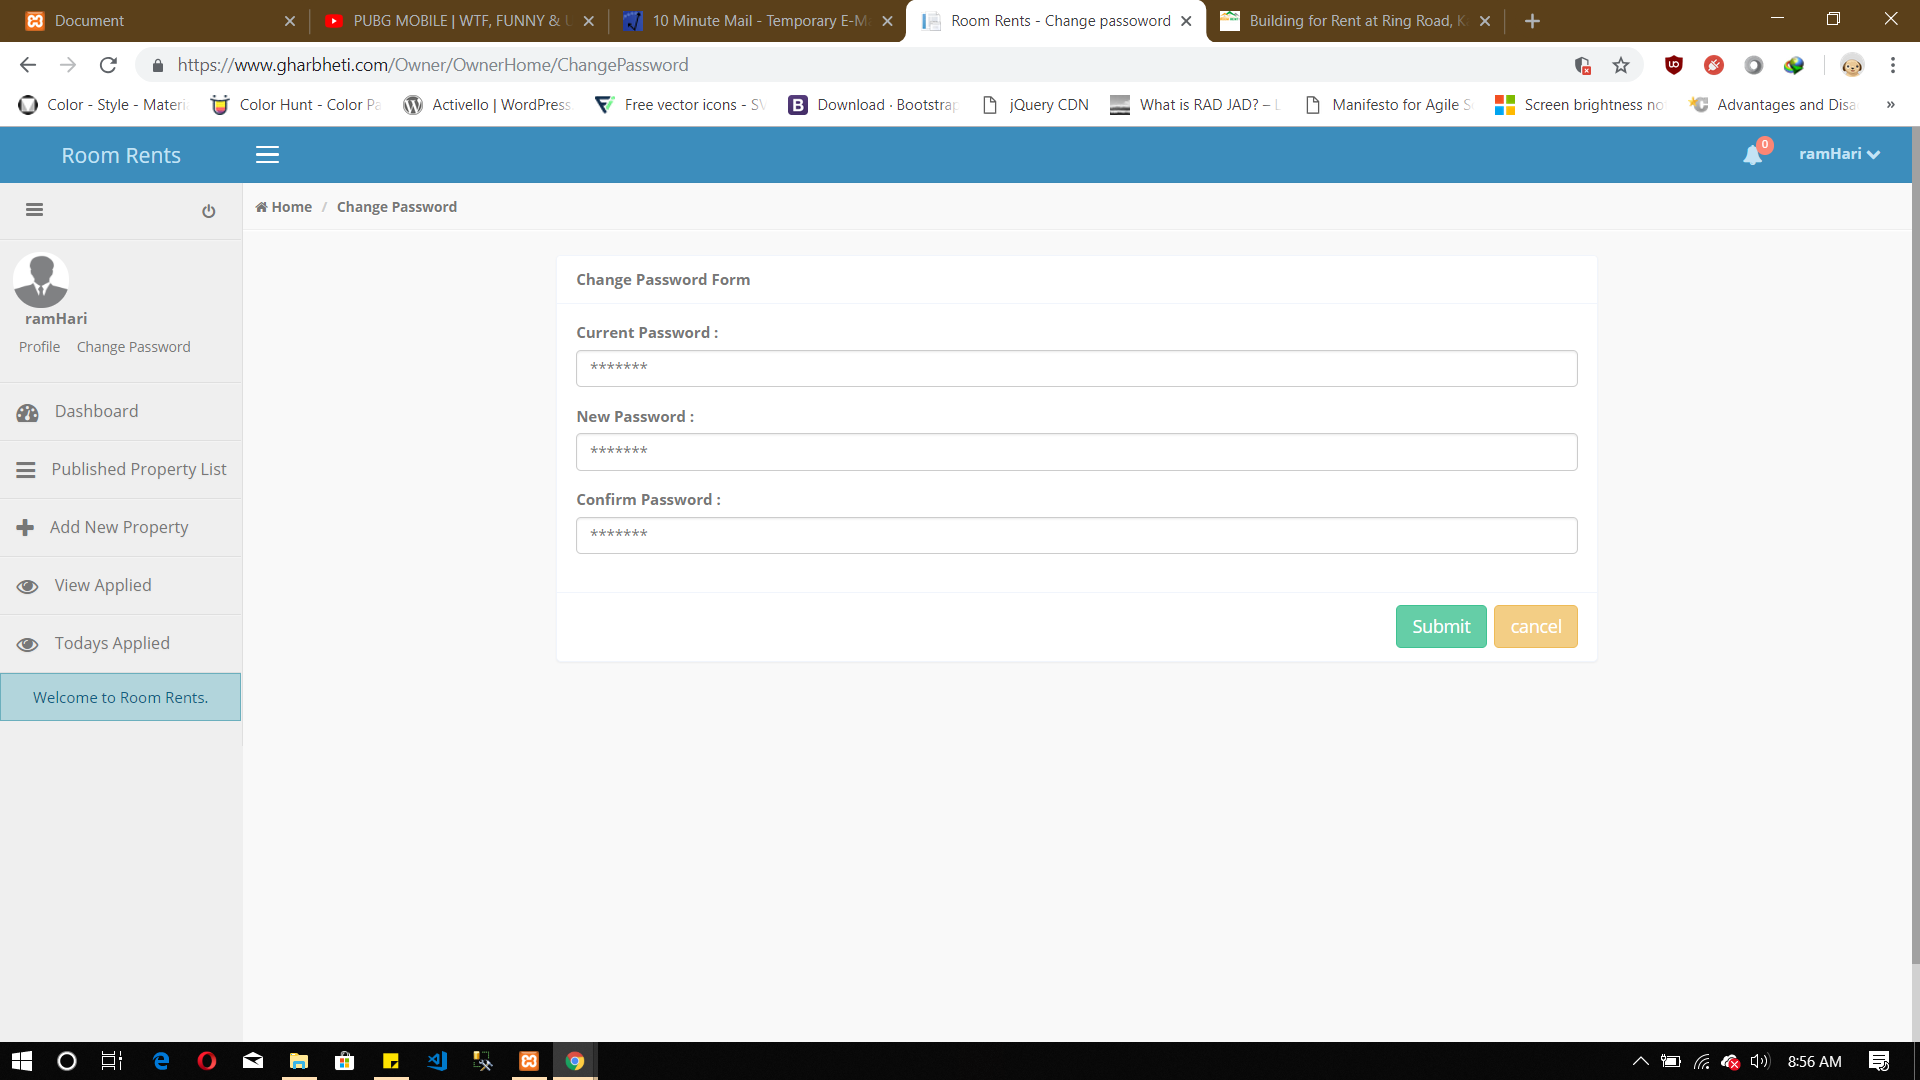 Document
PUBG MOBILE | WTF, FUNNY &
10 Minute Mail - Temporary E-M
Room Rents - Change passoword
Building for Rent at Ring Road, K
https://www.gharbheti.com/Owner/OwnerHome/ChangePassword
Color - Style - Materi
Color Hunt - Color Pa
Activello | WordPress
Free vector icons - SV
Download · Bootstrap
jQuery CDN
What is RAD JAD? –
Manifesto for Agile S
Screen brightness no
Advantages and Disa
»
Room Rents
0
ramHari
Home / Change Password
ramHari
Profile Change Password
Dashboard
Published Property List
Add New Property
View Applied
Todays Applied
Welcome to Room Rents.
Change Password Form
Current Password :
*******
New Password :
*******
Confirm Password :
*******
Submit cancel
8:56 AM